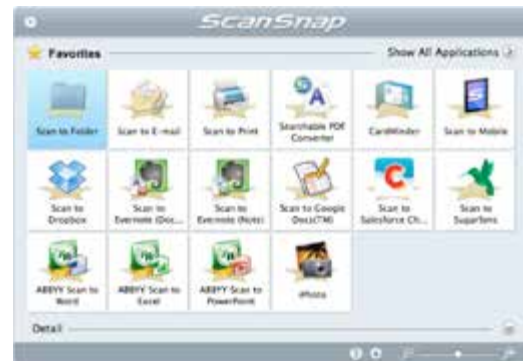 ScanSnap
Favorites
Show All Applications
Scan to Folder
Scan to E-mail
Scan to Print
Searchable PDF
Converter
CardMinder
Scan to Mobile
Scan to
Dropbox
Scan to
Evernote (Doc...
Scan to
Evernote (Note)
Scan to Google
Docs(TM)
Scan to
Salesforce Ch...
Scan to
SugarSync
ABBYY Scan to
Word
ABBYY Scan to
Excel
ABBYY Scan to
PowerPoint
iPhoto
Detail